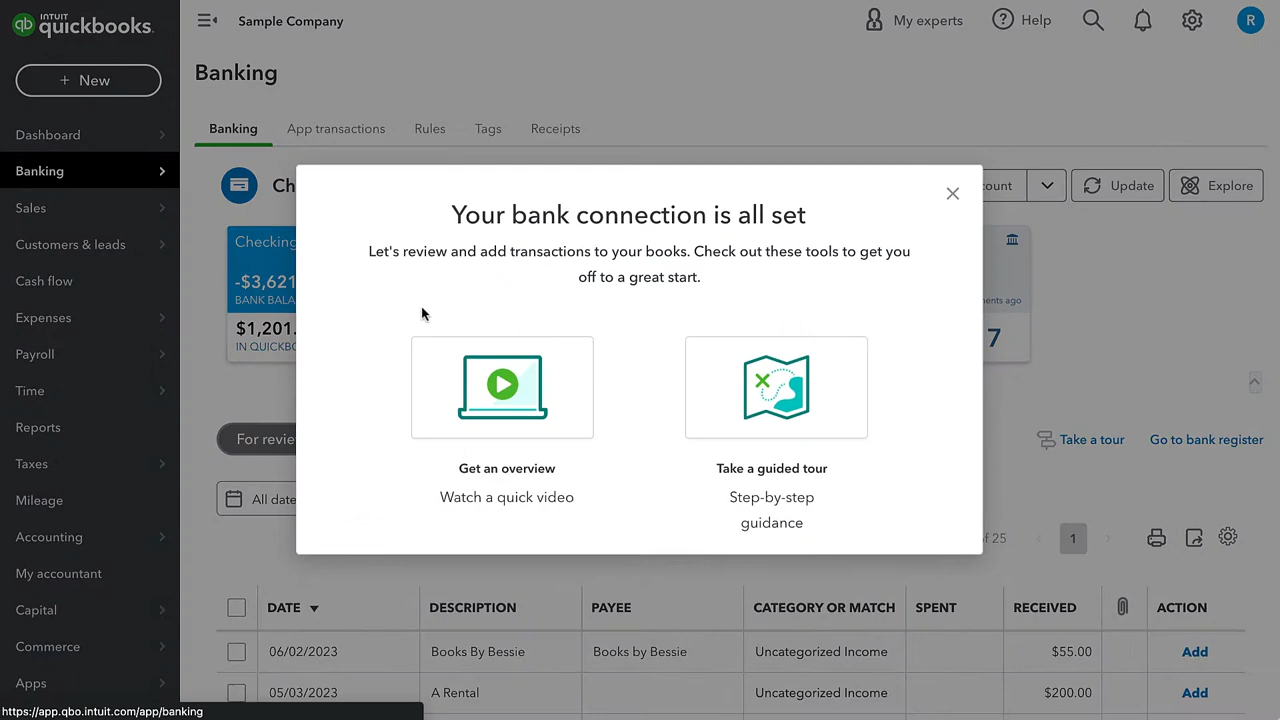 INTUIT
quickbooks.
Sample Company
My experts
Help
R
+ New
Dashboard
Banking
Sales
Customers & leads
Cash flow
Expenses
Payroll
Time
Reports
Taxes
Mileage
Accounting
My accountant
Capital
Commerce
Apps
https://app.qbo.intuit.com/app/banking
Banking
Banking
App transactions
Rules
Tags
Receipts
Update
Explore
Checking
-$3,621
$1,201.
7
Your bank connection is all set
Let's review and add transactions to your books. Check out these tools to get you
off to a great start.
Get an overview
Watch a quick video
Take a guided tour
Step-by-step
guidance
Take a tour
Go to bank register
of 25
1
DATE
DESCRIPTION
PAYEE
CATEGORY OR MATCH
SPENT
RECEIVED
ACTION
06/02/2023
Books By Bessie
Books by Bessie
Uncategorized Income
$55.00
Add
05/03/2023
A Rental
Uncategorized Income
$200.00
Add